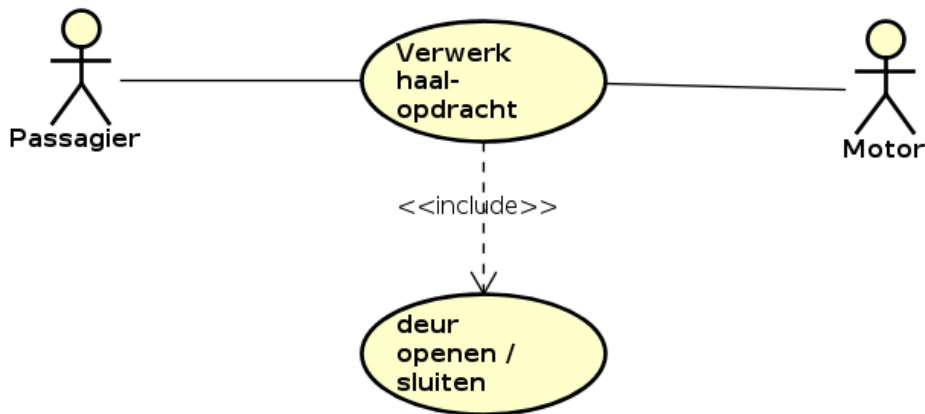 Verwerk
haal-
opdracht
Passagier
Motor
<<include>>
deur
openen /
sluiten